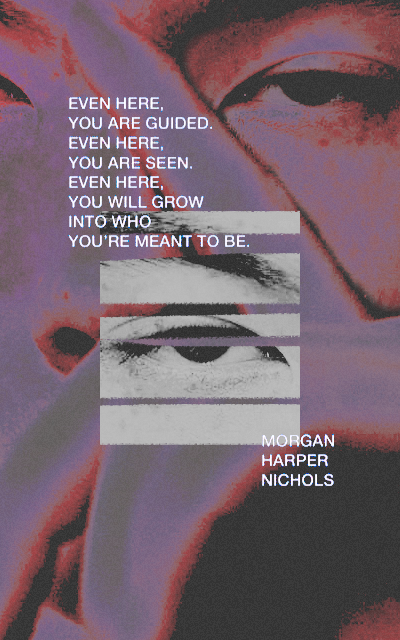 EVEN HERE,
YOU ARE GUIDED.
EVEN HERE,
YOU ARE SEEN.
EVEN HERE,
YOU WILL GROW
INTO WHO
YOU'RE MEANT TO BE.
MORGAN
HARPER
NICHOLS